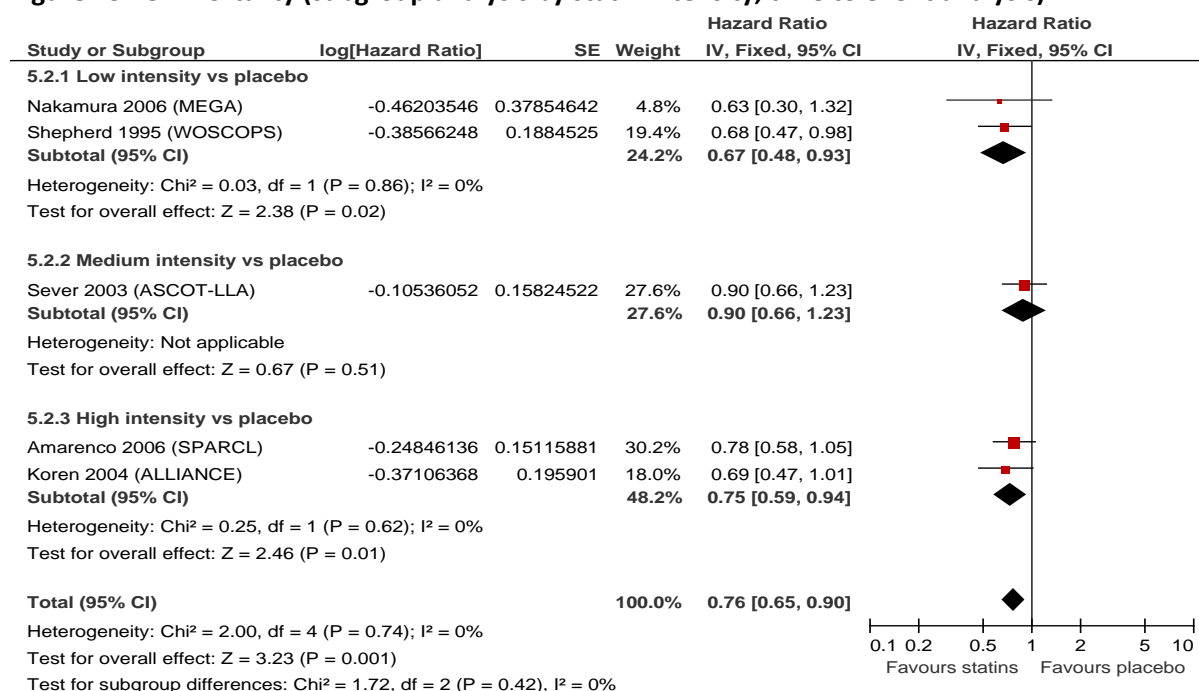 Hazard Ratio Hazard Ratio
Study or Subgroup log[Hazard Ratio] SE Weight IV, Fixed, 95% CI IV, Fixed, 95% CI
5.2.1 Low intensity vs placebo
Nakamura 2006 (MEGA) -0.46203546 0.37854642 4.8% 0.63 [0.30, 1.32]
Shepherd 1995 (WOSCOPS) -0.38566248 0.1884525 19.4% 0.68 [0.47, 0.98]
Subtotal (95% CI) 24.2% 0.67 [0.48, 0.93]
Heterogeneity: Chi² = 0.03, df = 1 (P = 0.86); I² = 0%
Test for overall effect: Z = 2.38 (P = 0.02)
5.2.2 Medium intensity vs placebo
Sever 2003 (ASCOT-LLA) -0.10536052 0.15824522 27.6% 0.90 [0.66, 1.23]
Subtotal (95% CI) 27.6% 0.90 [0.66, 1.23]
Heterogeneity: Not applicable
Test for overall effect: Z = 0.67 (P = 0.51)
5.2.3 High intensity vs placebo
Amarenco 2006 (SPARCL) -0.24846136 0.15115881 30.2% 0.78 [0.58, 1.05]
Koren 2004 (ALLIANCE) -0.37106368 0.195901 18.0% 0.69 [0.47, 1.01]
Subtotal (95% CI) 48.2% 0.75 [0.59, 0.94]
Heterogeneity: Chi² = 0.25, df = 1 (P = 0.62); I² = 0%
Test for overall effect: Z = 2.46 (P = 0.01)
Total (95% CI) 100.0% 0.76 [0.65, 0.90]
Heterogeneity: Chi² = 2.00, df = 4 (P = 0.74); I² = 0%
Test for overall effect: Z = 3.23 (P = 0.001)
Test for subgroup differences: Chi² = 1.72, df = 2 (P = 0.42), I² = 0%
0.1 0.2 0.5 1 2 5 10
Favours statins Favours placebo